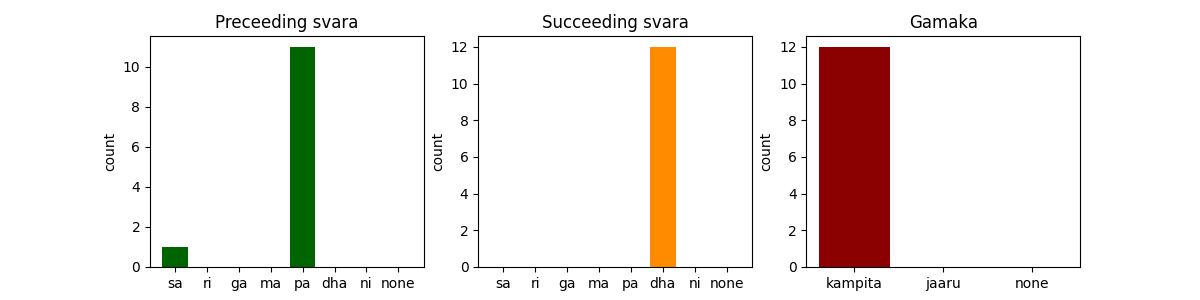 Preceeding svara
count
10
8
6
4
2
0
sa ri ga ma pa dha ni none
Succeeding svara
count
12
10
8
6
4
2
0
sa ri ga ma pa dha ni none
Gamaka
count
12
10
8
6
4
2
0
kampita jaaru none